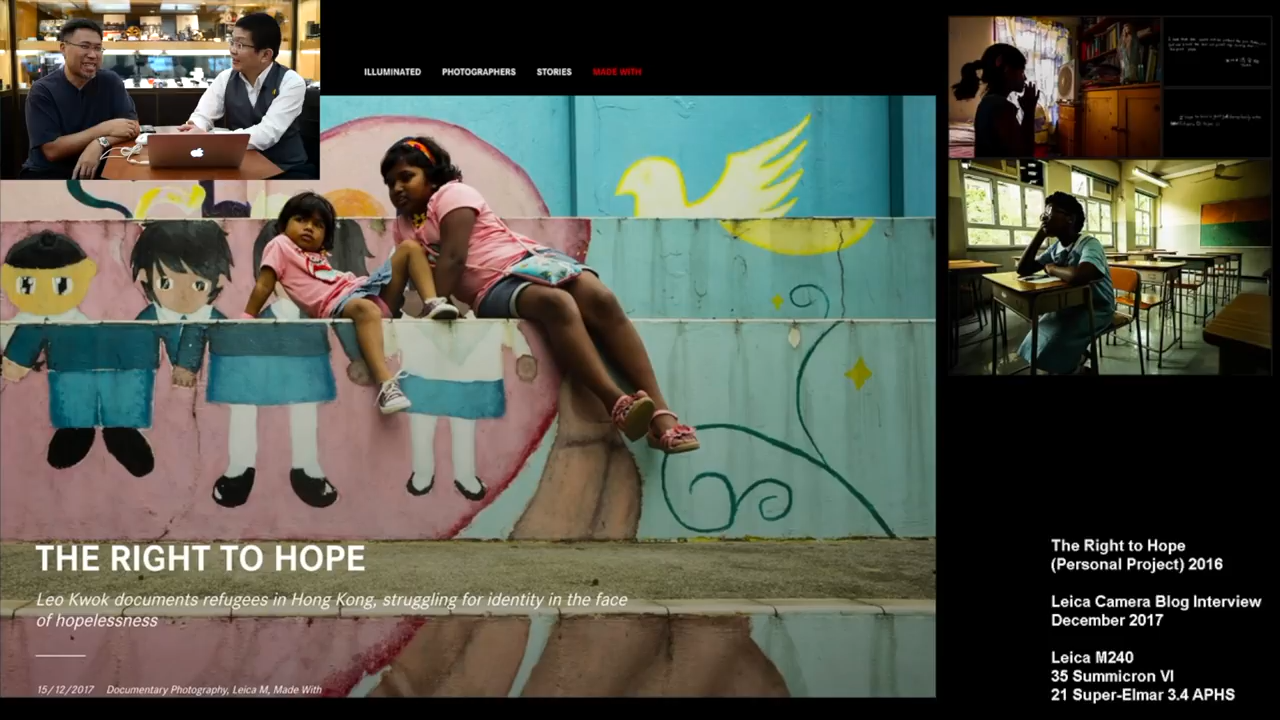 ILLUMINATED PHOTOGRAPHERS STORIES MADE WITH
THE RIGHT TO HOPE
Leo Kwok documents refugees in Hong Kong, struggling for identity in the face
of hopelessness
15/12/2017 Documentary Photography, Leica M, Made With
The Right to Hope
(Personal Project) 2016
Leica Camera Blog Interview
December 2017
Leica M240
35 Summicron VI
21 Super-Elmar 3.4 APHS